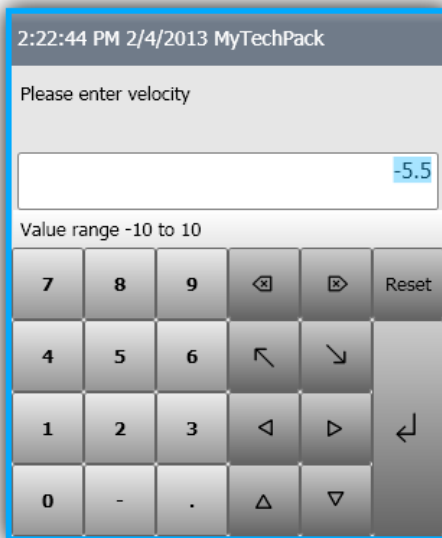 2:22:44 PM 2/4/2013 MyTechPack
Please enter velocity
-5.5
Value range -10 to 10
7 8 9 Reset
4 5 6
1 2 3
0 - .